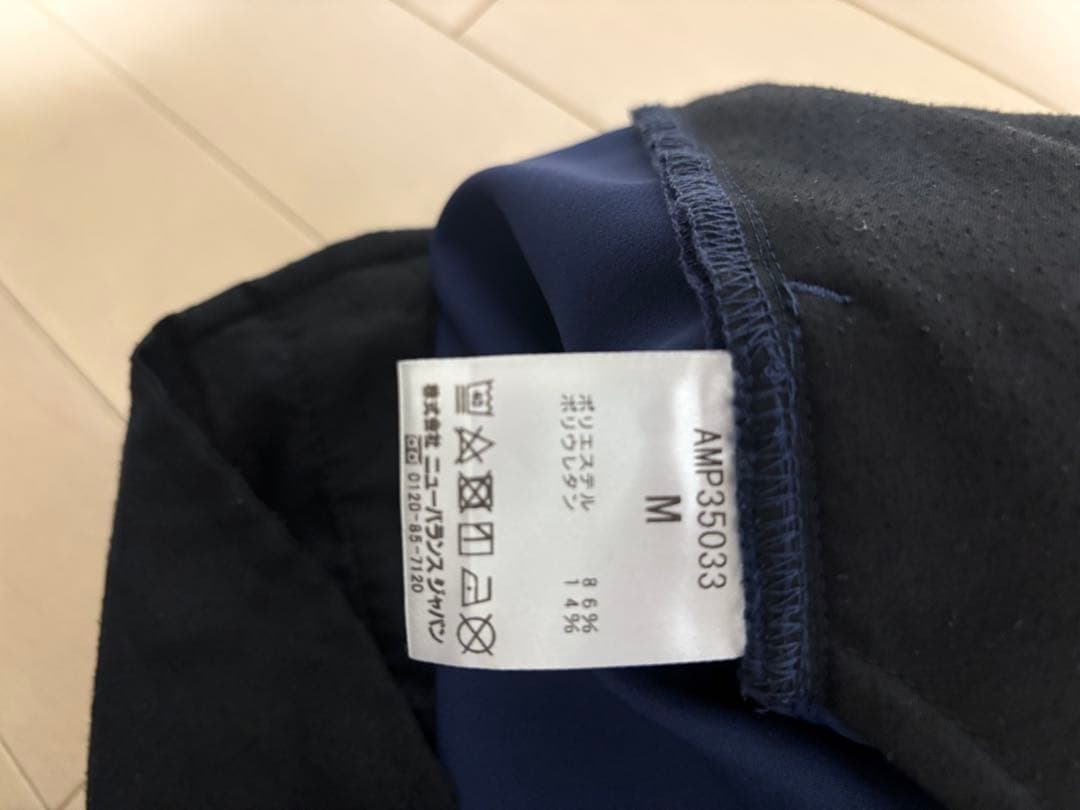 AMP35033
M
ポリエステル 86%
ポリウレタン 14%
40
株式会社 ニューバランス ジャパン
0120-85-7120